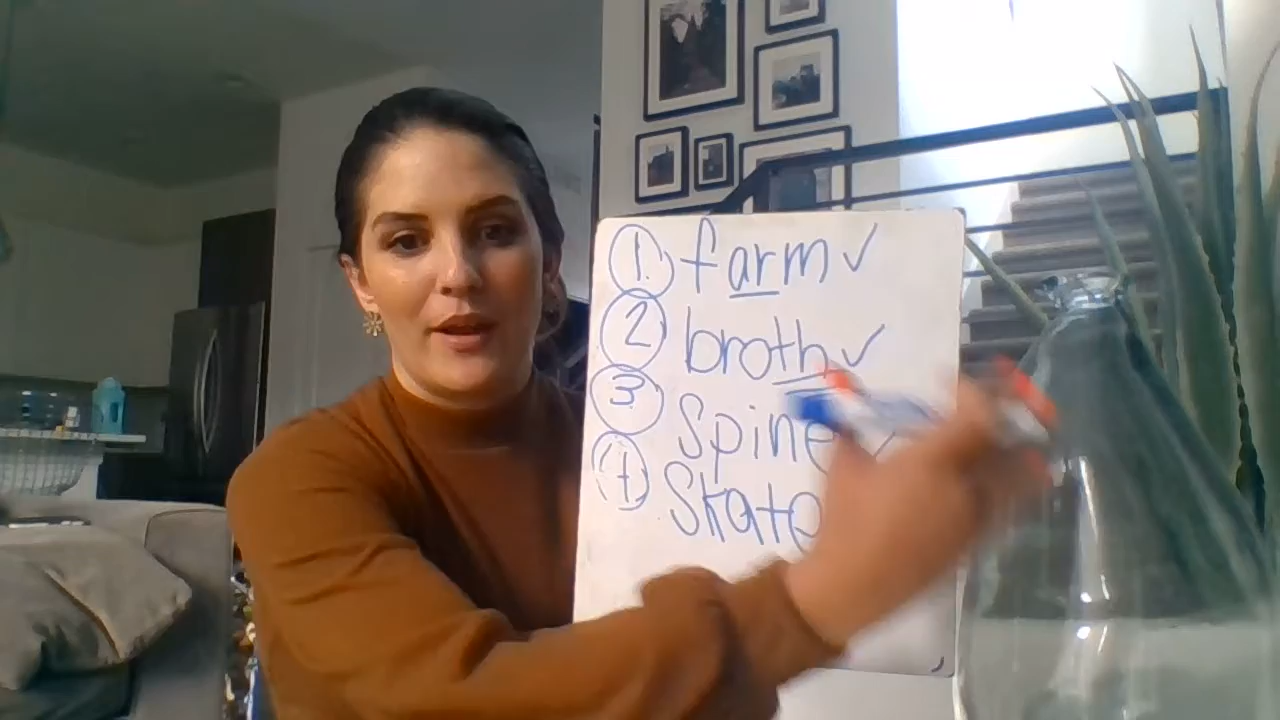 1. farm ✓
2 broth ✓
3 Spine ✓
4 Skate